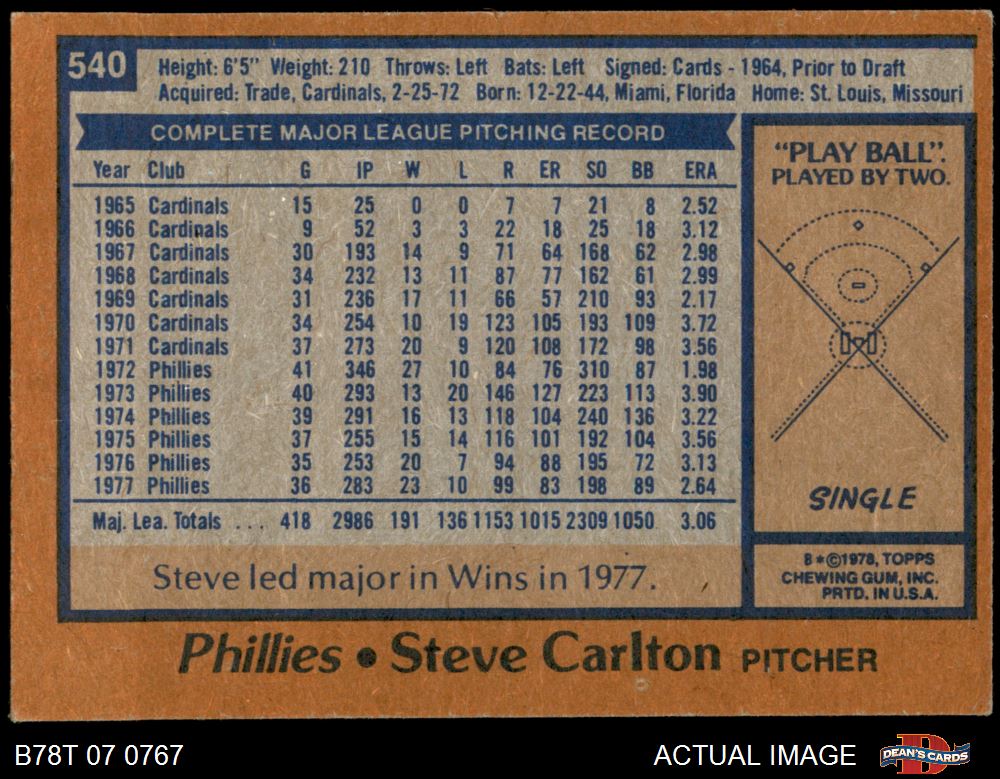 540
Height: 6'5" Weight: 210 Throws: Left Bats: Left Signed: Cards - 1964, Prior to Draft
Acquired: Trade, Cardinals, 2-25-72 Born: 12-22-44, Miami, Florida Home: St. Louis, Missouri
COMPLETE MAJOR LEAGUE PITCHING RECORD
Year Club G IP W L R ER SO BB ERA
1965 Cardinals 15 25 0 0 7 7 21 8 2.52
1966 Cardinals 9 52 3 3 22 18 25 18 3.12
1967 Cardinals 30 193 14 9 71 64 168 62 2.98
1968 Cardinals 34 232 13 11 87 77 162 61 2.99
1969 Cardinals 31 236 17 11 66 57 210 93 2.17
1970 Cardinals 34 254 10 19 123 105 193 109 3.72
1971 Cardinals 37 273 20 9 120 108 172 98 3.56
1972 Phillies 41 346 27 10 84 76 310 87 1.98
1973 Phillies 40 293 13 20 146 127 223 113 3.90
1974 Phillies 39 291 16 13 118 104 240 136 3.22
1975 Phillies 37 255 15 14 116 101 192 104 3.56
1976 Phillies 35 253 20 7 94 88 195 72 3.13
1977 Phillies 36 283 23 10 99 83 198 89 2.64
Maj. Lea. Totals . . . 418 2986 191 136 1153 1015 2309 1050 3.06
Steve led major in Wins in 1977.
"PLAY BALL".
PLAYED BY TWO.
SINGLE
B*©1978, TOPPS
CHEWING GUM, INC.
PRTD. IN U.S.A.
Phillies • Steve Carlton PITCHER
B78T 07 0767
ACTUAL IMAGE
D
DEAN'S CARDS